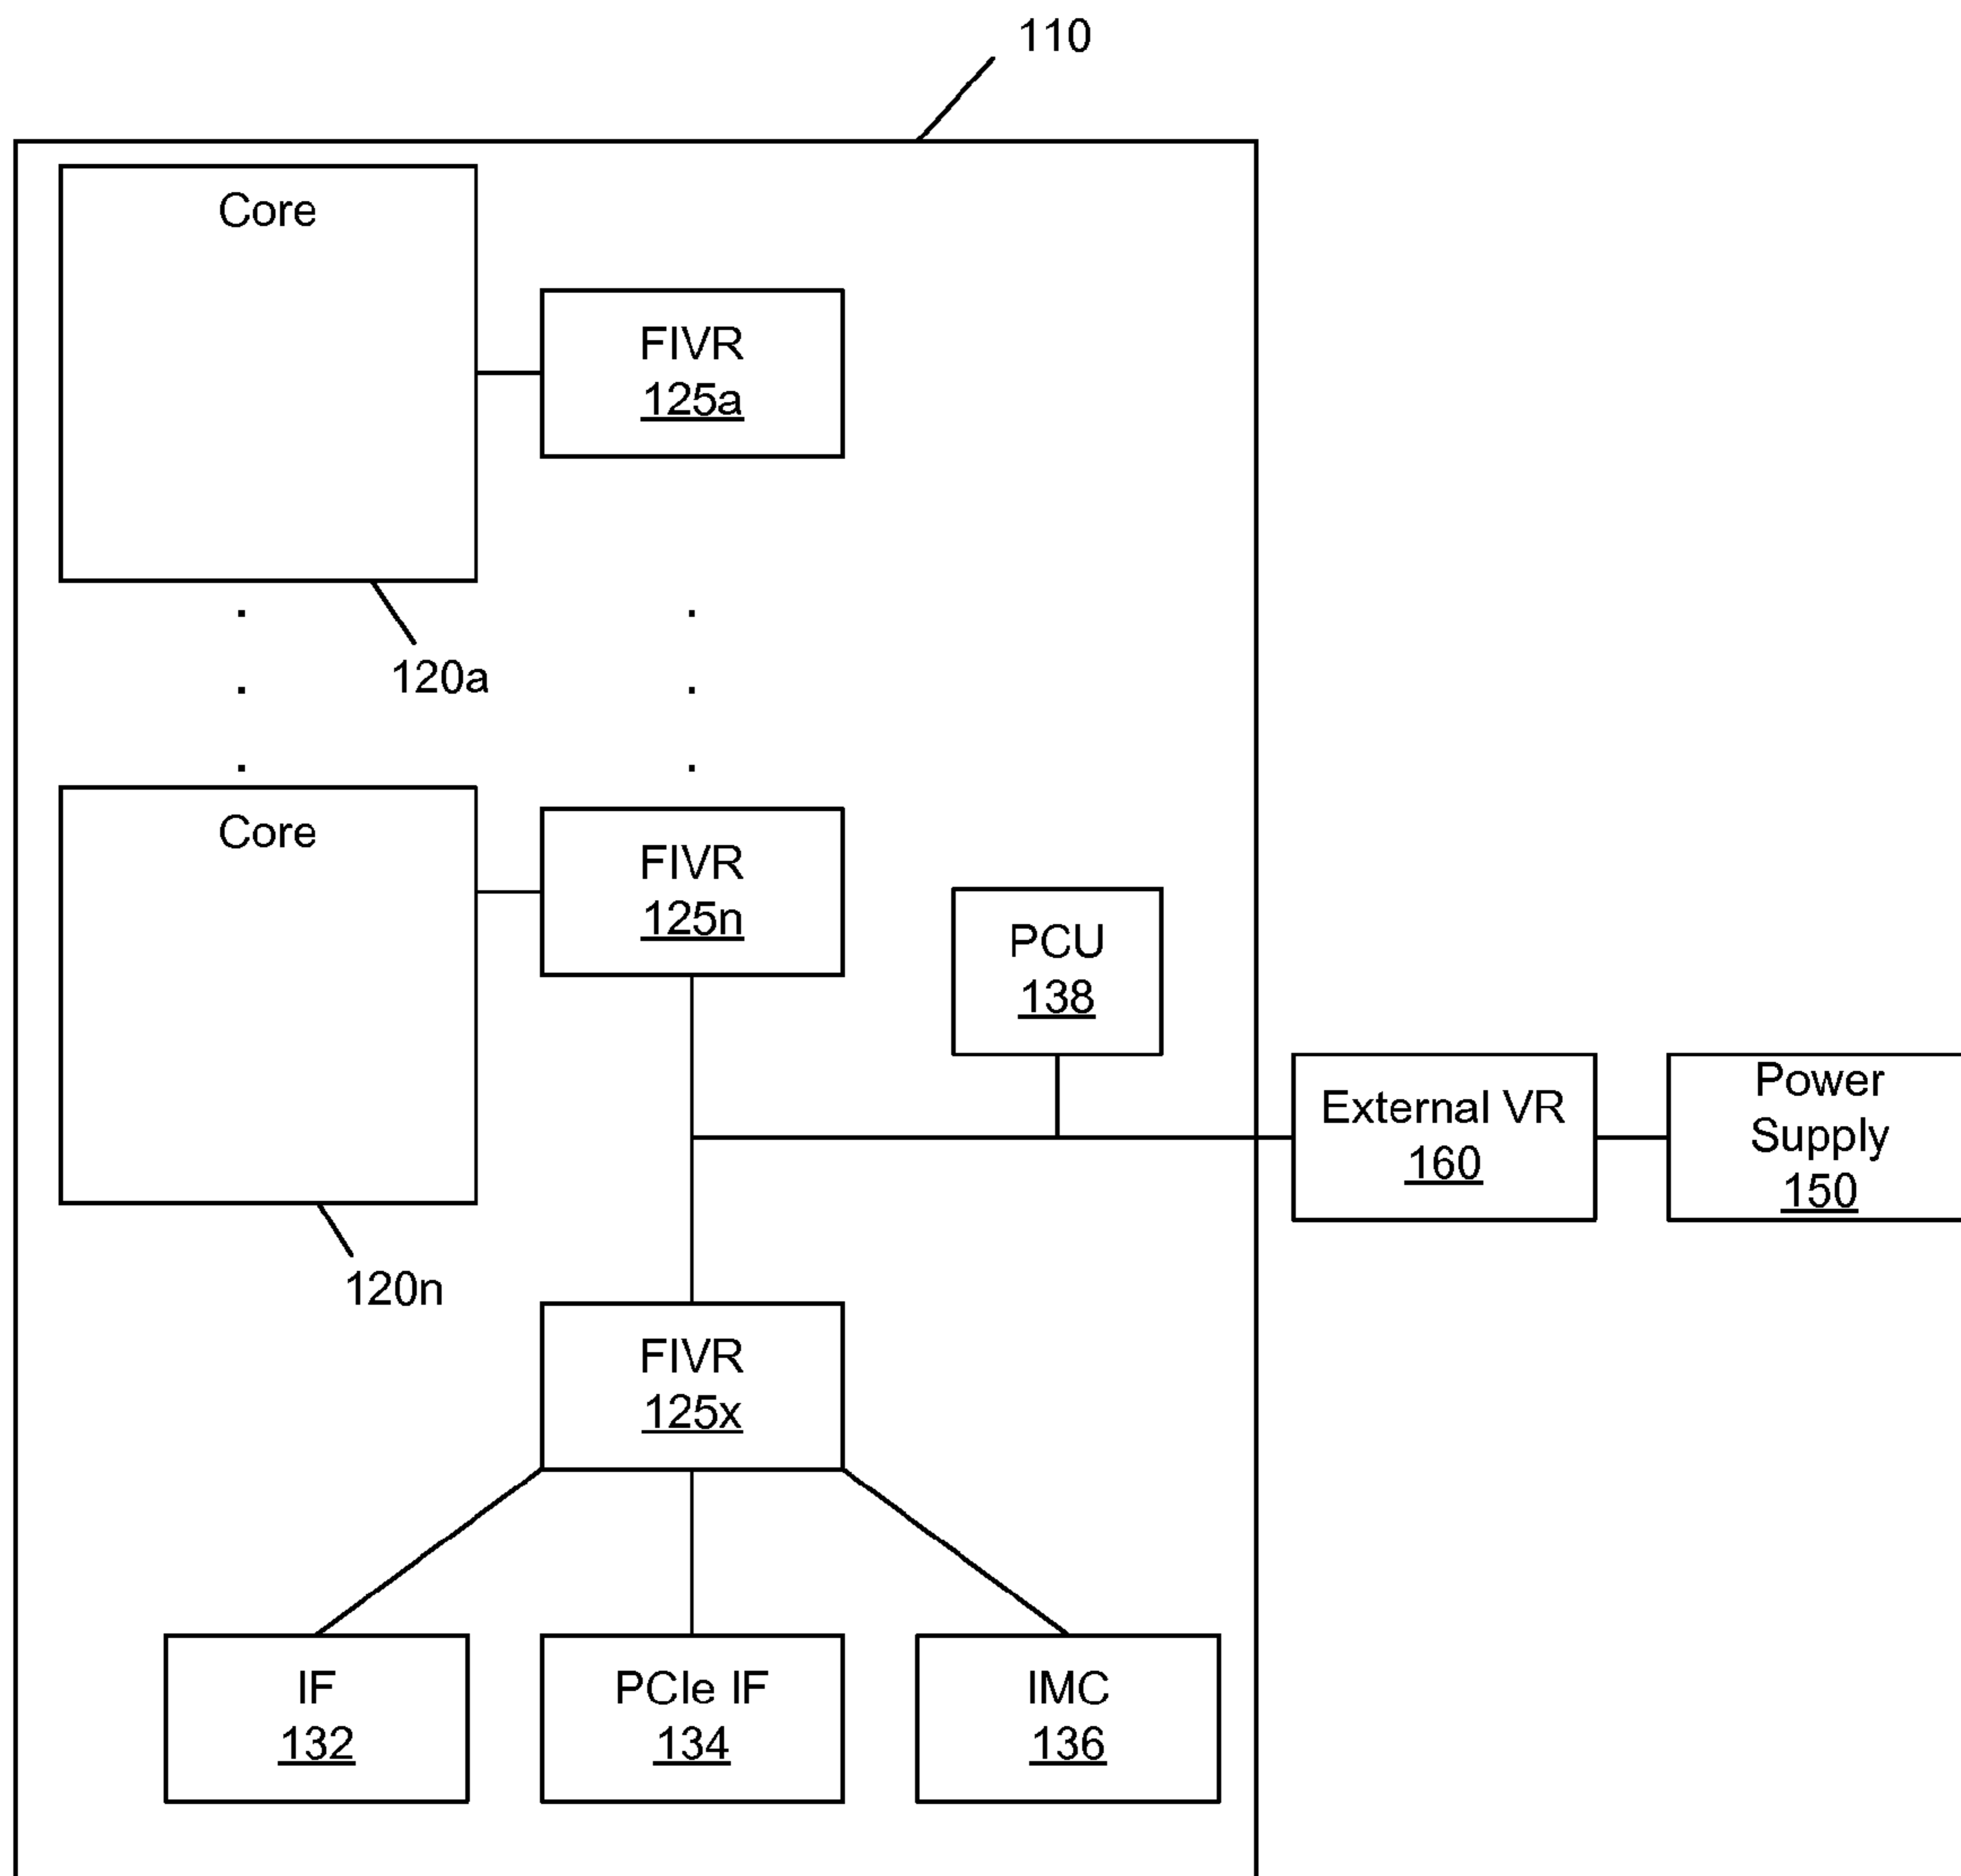 110
Core
FIVR
125a
120a
Core
FIVR
125n
PCU
138
External VR
160
Power
Supply
150
120n
FIVR
125x
IF
132
PCIe IF
134
IMC
136